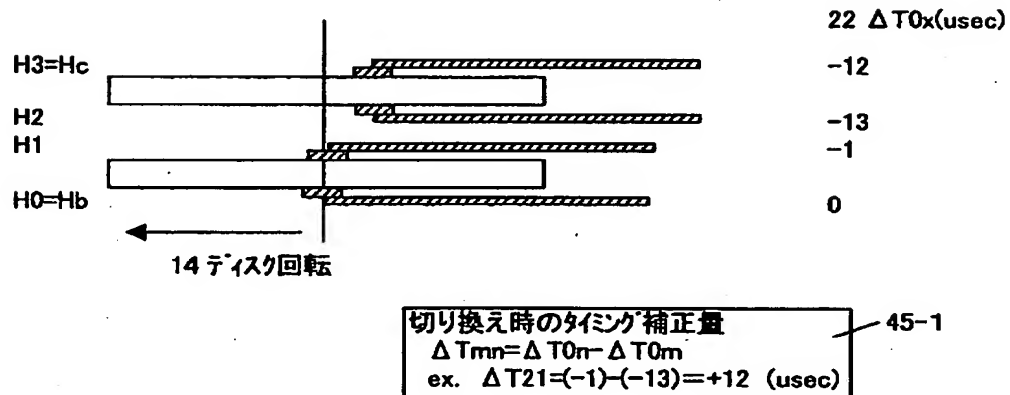 22 ΔT0x(usec)
H3=Hc -12
H2 -13
H1 -1
H0=Hb 0
14 ディスク回転
切り換え時のタイミング補正量 45-1
ΔTmn=ΔT0n-ΔT0m
ex. ΔT21=(-1)-(-13)=+12 (usec)